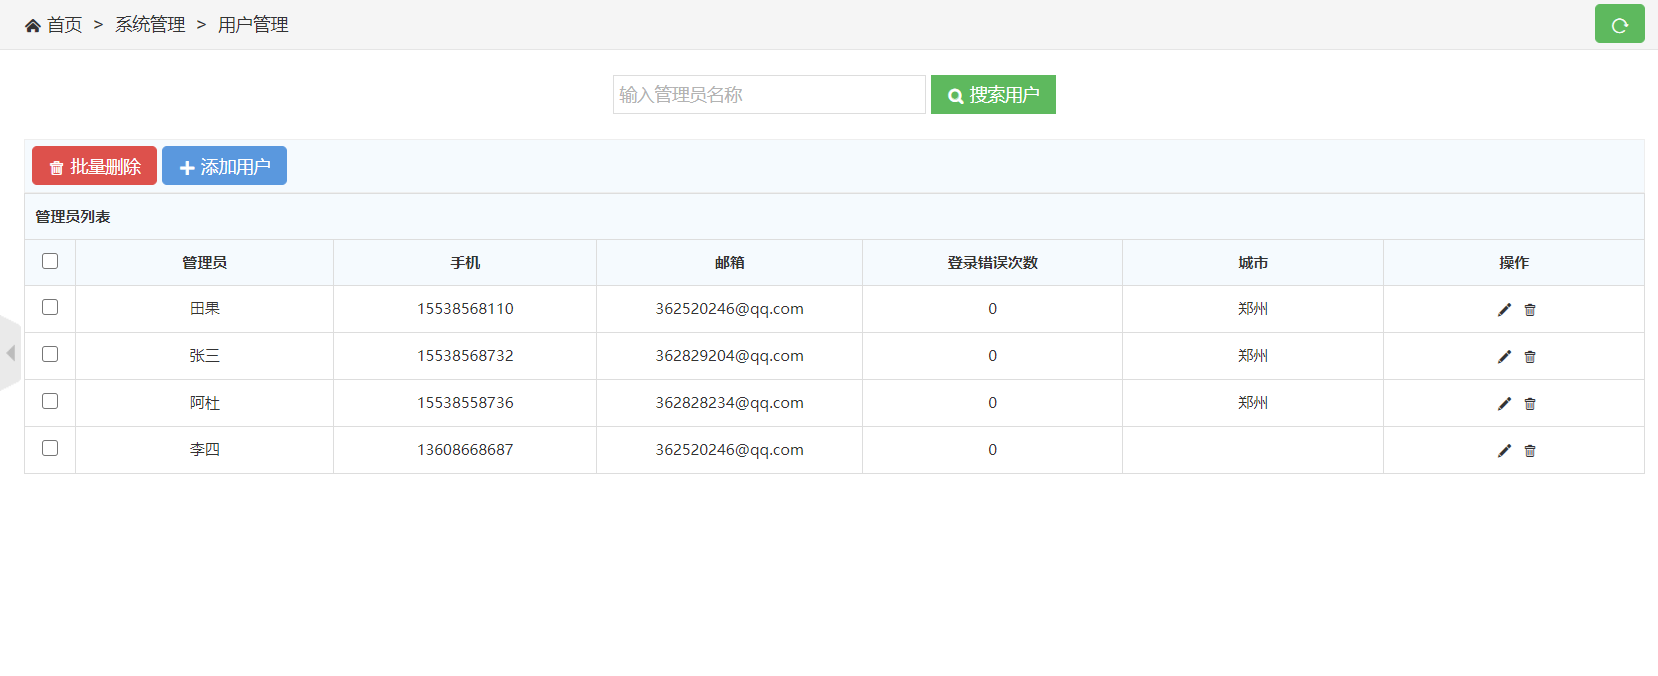 首页 > 系统管理 > 用户管理
输入管理员名称 搜索用户
批量删除 添加用户
管理员列表
管理员 手机 邮箱 登录错误次数 城市 操作
田果 15538568110 362520246@qq.com 0 郑州
张三 15538568732 362829204@qq.com 0 郑州
阿杜 15538558736 362828234@qq.com 0 郑州
李四 13608668687 362520246@qq.com 0